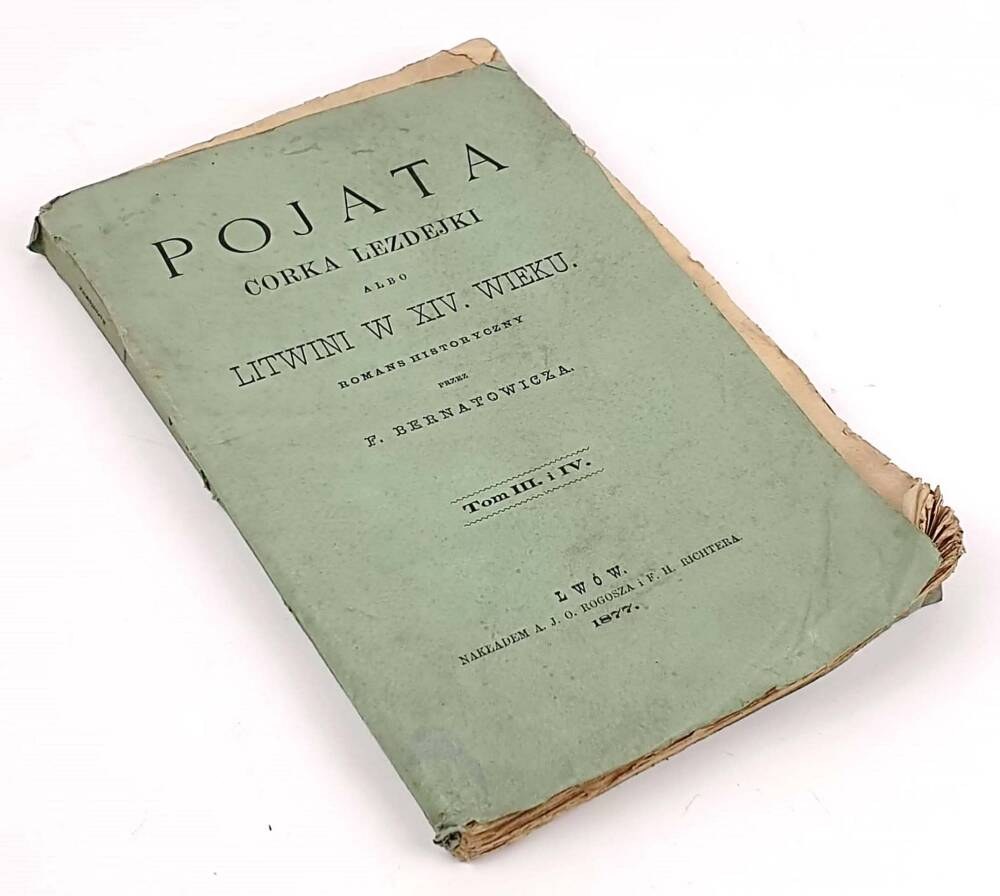 POJATA
CORKA LEZDEJKI
ALBO
LITWINI W XIV. WIEKU.
ROMANS HISTORYCZNY
PRZEZ
F. BERNATOWICZA.
Tom III. i IV.
LWÓW.
NAKŁADEM A. J. O. ROGOSZA i F. H. RICHTERA.
1877.